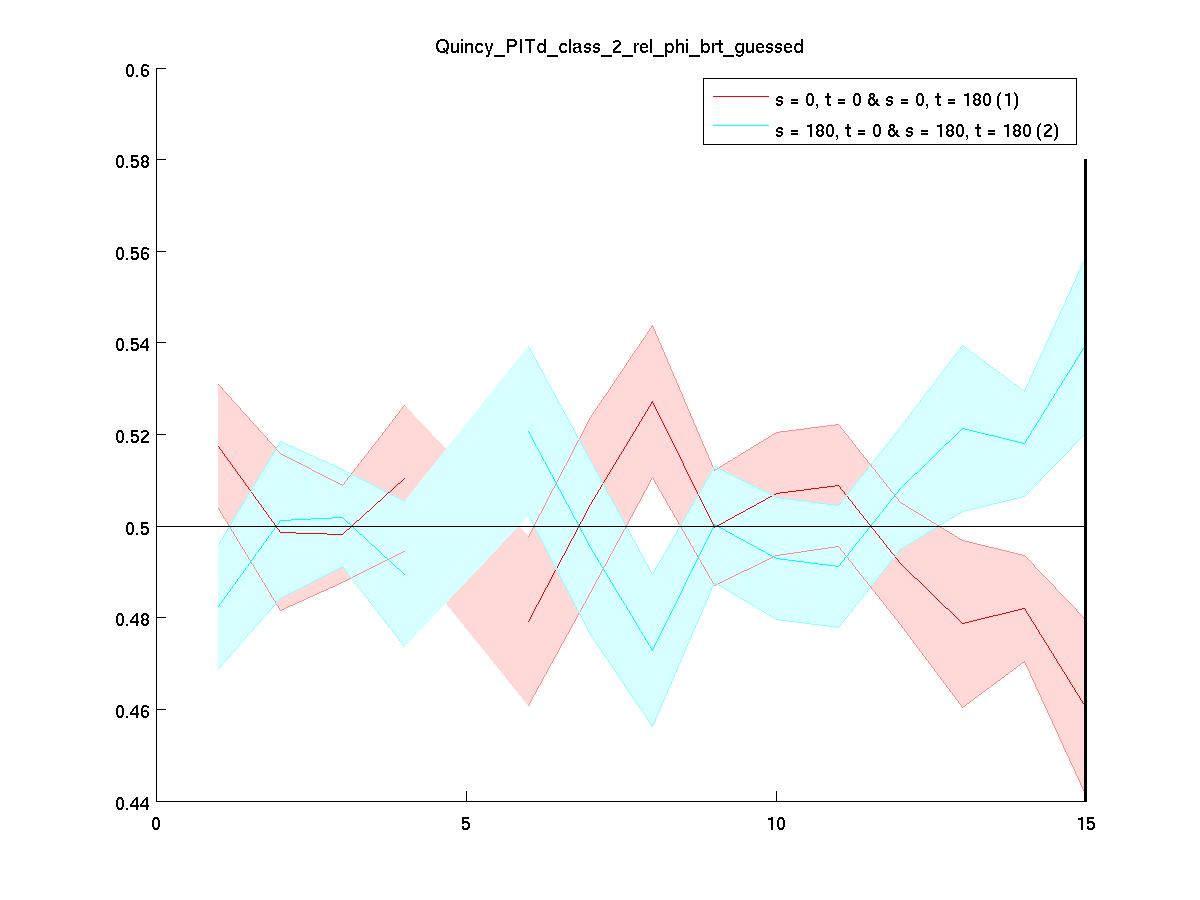 Quincy_PITd_class_2_rel_phi_brt_guessed
s = 0, t = 0 & s = 0, t = 180 (1)
s = 180, t = 0 & s = 180, t = 180 (2)
0.6
0.58
0.56
0.54
0.52
0.5
0.48
0.46
0.44
0 5 10 15